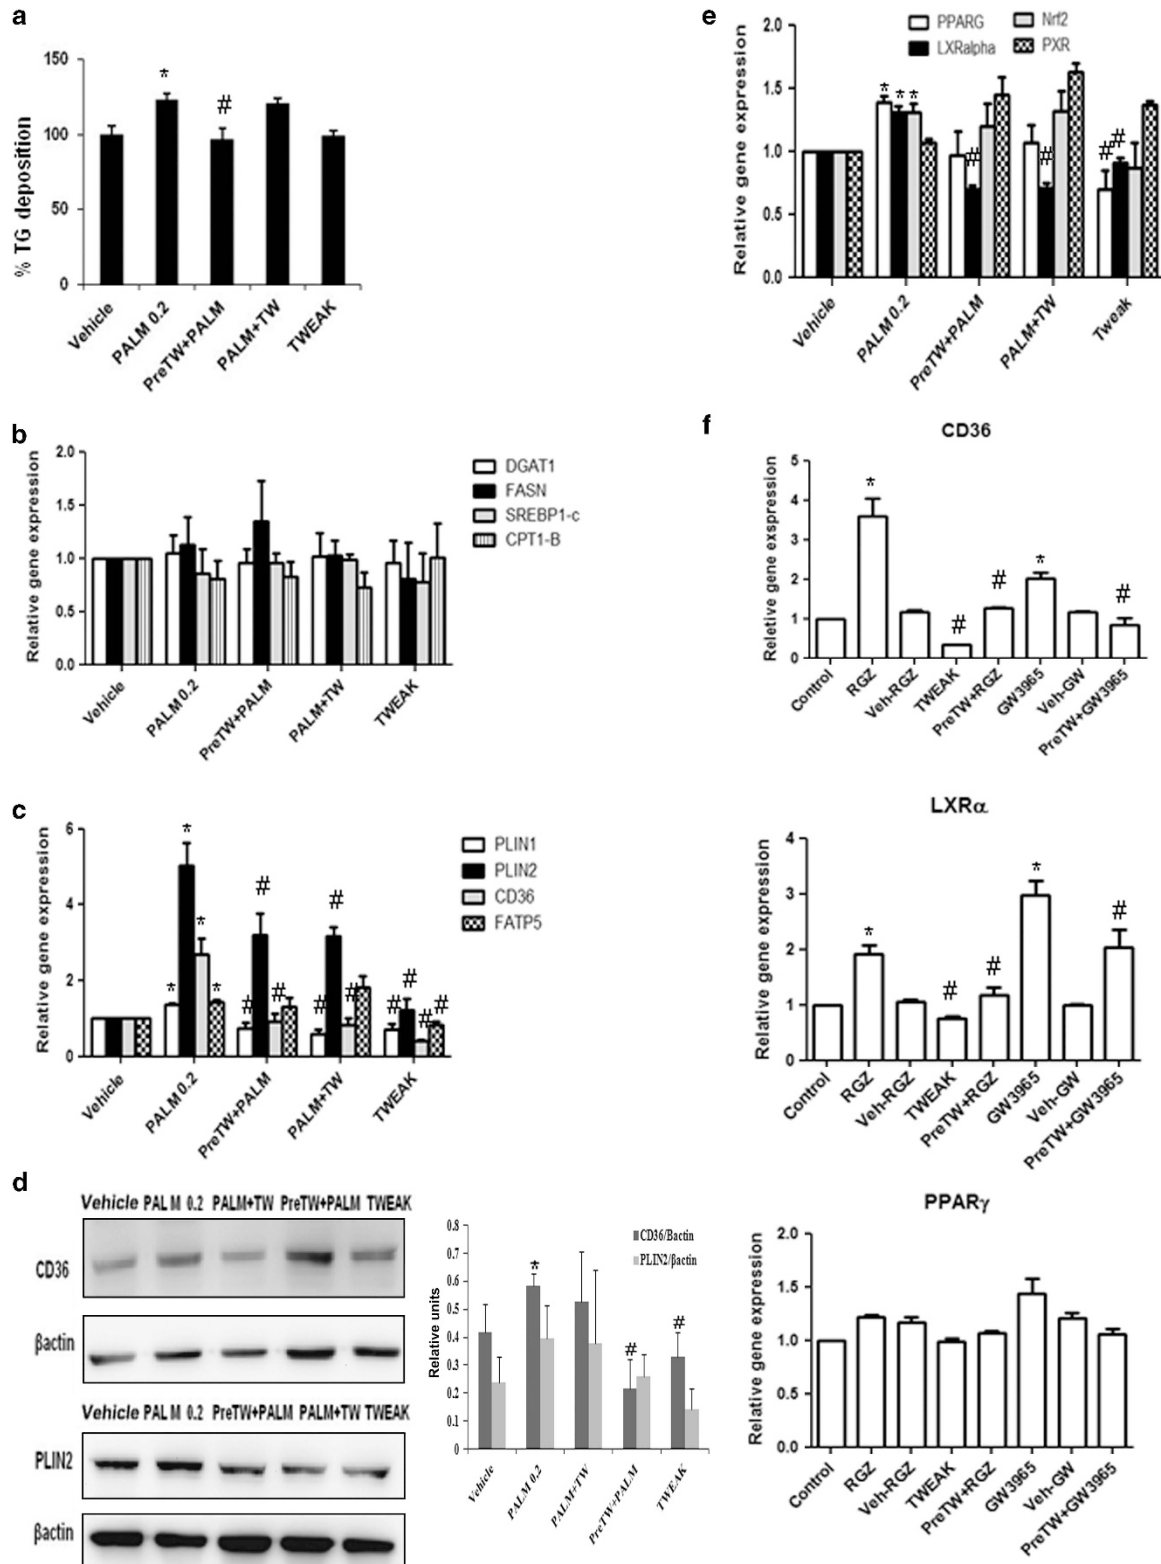 a
150
100
50
0
% TG deposition
*
#
Vehicle
PALM 0.2
PreTW+PALM
PALM+TW
TWEAK
b
2.0
1.5
1.0
0.5
0.0
Relative gene expression
DGAT1
FASN
SREBP1-c
CPT1-B
Vehicle
PALM 0.2
PreTW+PALM
PALM+TW
TWEAK
c
6
4
2
0
Relative gene expression
* * * *
# # #
# # #
# # # #
PLIN1
PLIN2
CD36
FATP5
Vehicle
PALM 0.2
PreTW+PALM
PALM+TW
TWEAK
d
Vehicle PALM 0.2 PALM+TW PreTW+PALM TWEAK
CD36
βactin
Vehicle PALM 0.2 PreTW+PALM PALM+TW TWEAK
PLIN2
βactin
0.8
0.7
0.6
0.5
0.4
0.3
0.2
0.1
0
Relative units
CD36/Bactin
PLIN2/βactin
*
#
#
Vehicle
PALM 0.2
PALM+TW
PreTW+PALM
TWEAK
e
PPARG
LXRalpha
Nrf2
PXR
2.0
1.5
1.0
0.5
0.0
Relative gene expression
* * *
#
#
# #
Vehicle
PALM 0.2
PreTW+PALM
PALM+TW
Tweak
f
CD36
5
4
3
2
1
0
Reletive gene expression
*
#
#
*
#
Control
RGZ
Veh-RGZ
TWEAK
PreTW+RGZ
GW3965
Veh-GW
PreTW+GW3965
LXRα
4
3
2
1
0
Relative gene expression
*
#
#
*
#
Control
RGZ
Veh-RGZ
TWEAK
PreTW+RGZ
GW3965
Veh-GW
PreTW+GW3965
PPARγ
2.0
1.5
1.0
0.5
0.0
Relative gene expression
Control
RGZ
Veh-RGZ
TWEAK
PreTW+RGZ
GW3965
Veh-GW
PreTW+GW3965